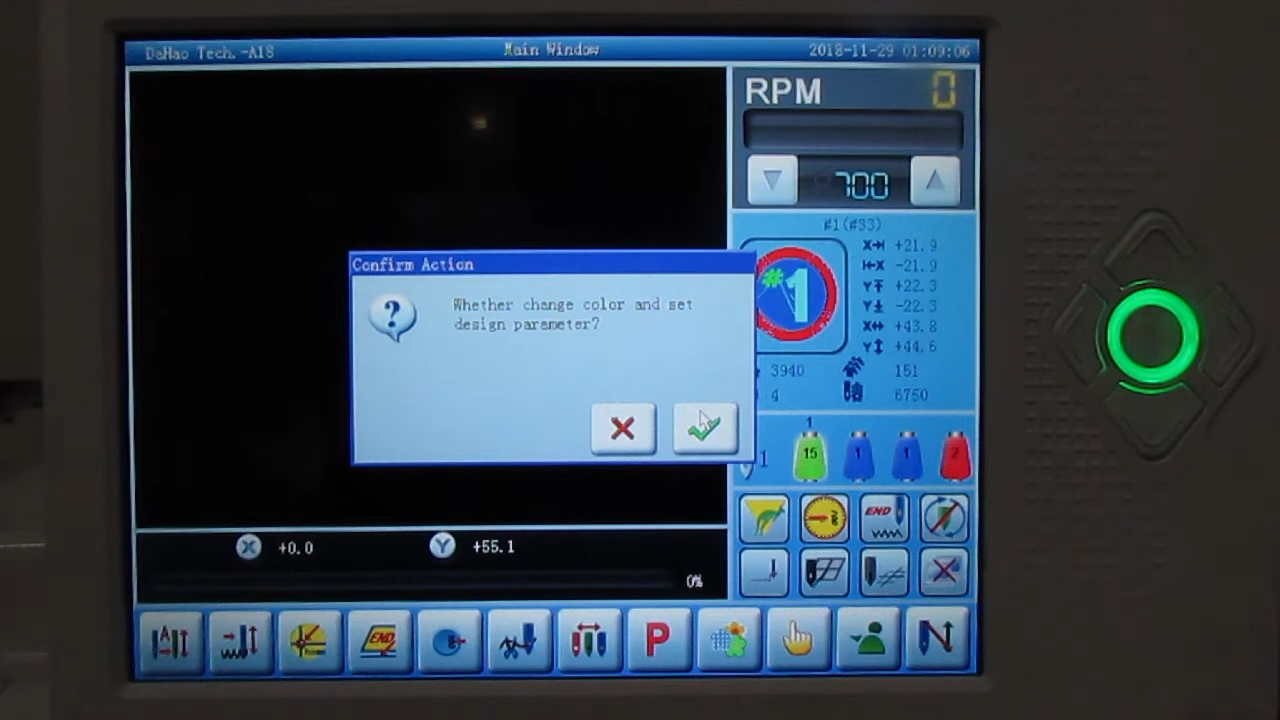 DaHao Tech. -A18
Main Window
2018-11-29 01:09:06
RPM
0
700
#1(#33)
#1
X +21.9
X -21.9
Y +22.3
Y -22.3
X +43.8
Y +44.6
3940
151
4
6750
Confirm Action
?
Whether change color and set
design parameter?
1
1
15
1
1
2
END
100
X +0.0
Y +55.1
0%
A
END
P